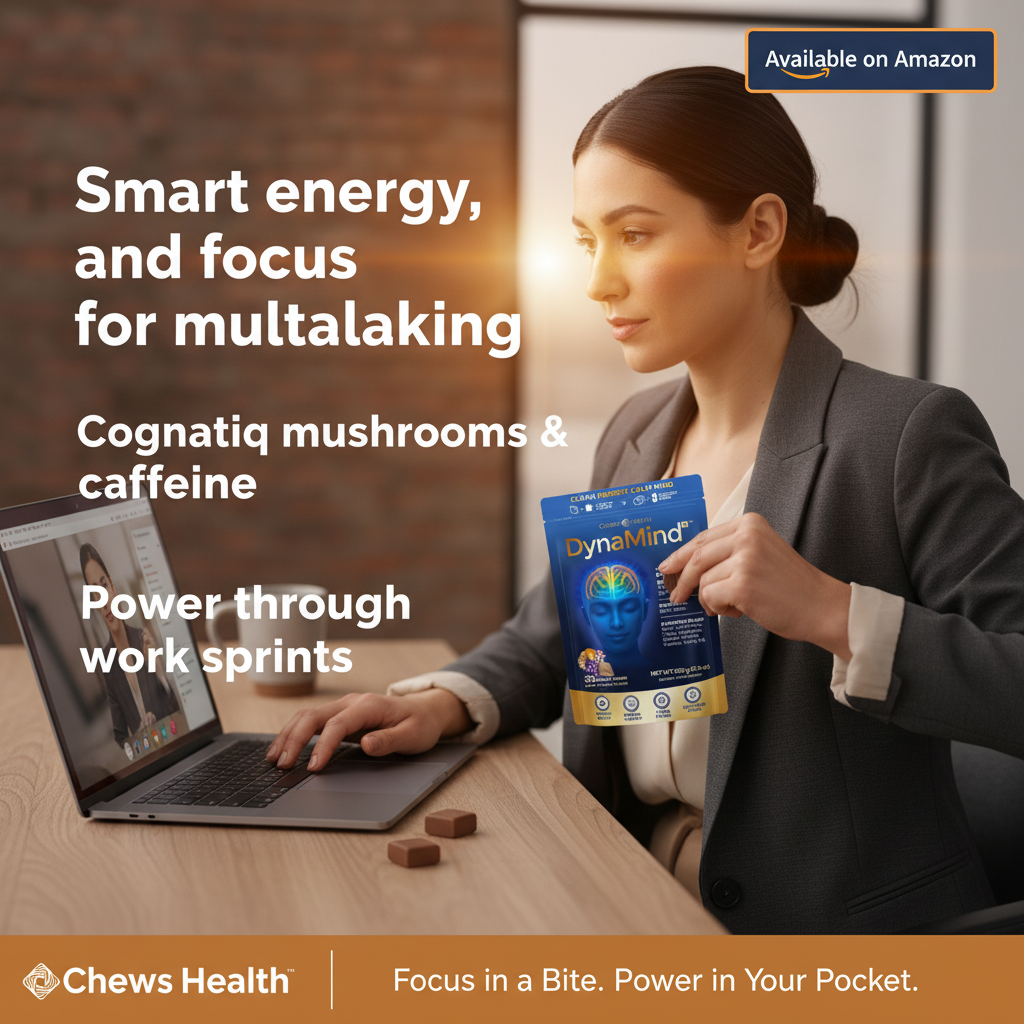 Available on Amazon
Smart energy,
and focus
for multalaking
Cognatiq mushrooms &
caffeine
Power through
work sprints
DynaMind
Chews Health™
Focus in a Bite. Power in Your Pocket.